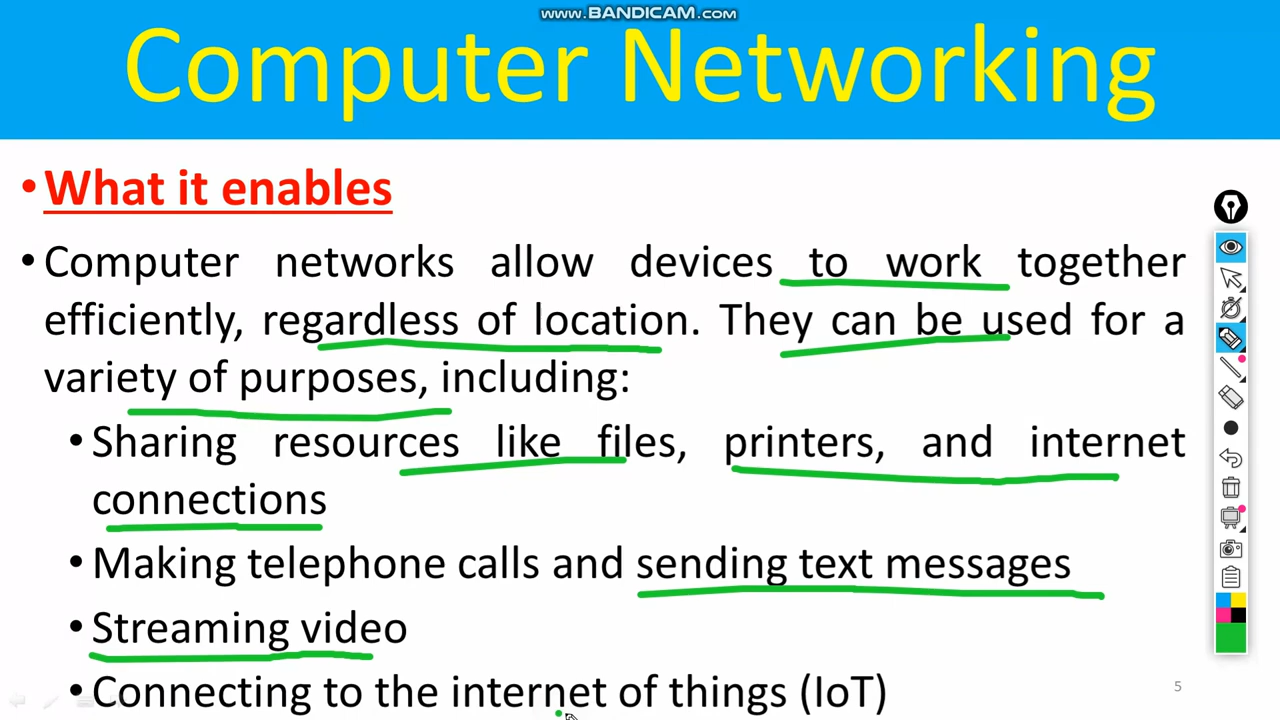 www.BANDICAM.com
Computer Networking
• What it enables
• Computer networks allow devices to work together
efficiently, regardless of location. They can be used for a
variety of purposes, including:
• Sharing resources like files, printers, and internet
connections
• Making telephone calls and sending text messages
• Streaming video
• Connecting to the internet of things (IoT)
5